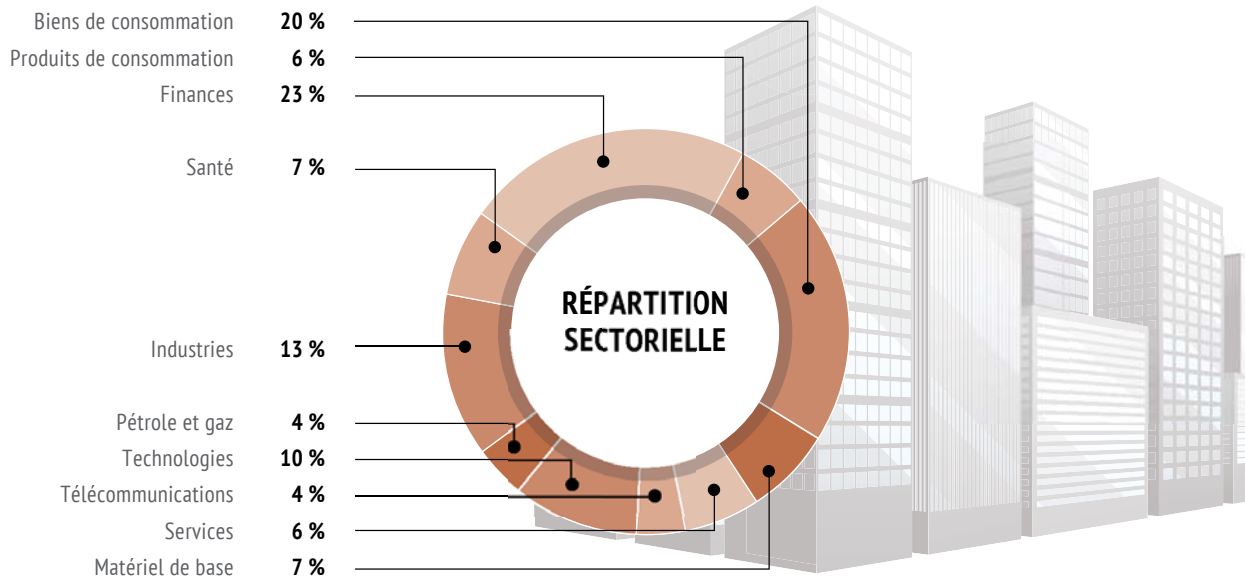 Biens de consommation 20 %
Produits de consommation 6 %
Finances 23 %
Santé 7 %
RÉPARTITION
SECTORIELLE
Industries 13 %
Pétrole et gaz 4 %
Technologies 10 %
Télécommunications 4 %
Services 6 %
Matériel de base 7 %